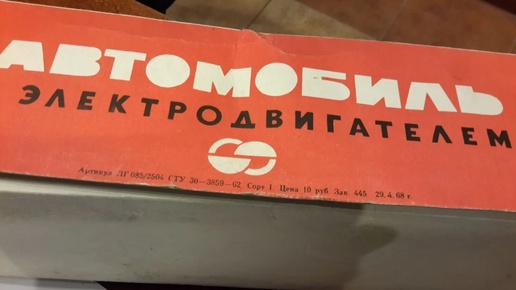 АВТОМОБИЛЬ
ЭЛЕКТРОДВИГАТЕЛЕМ
Артикул ЛГ 085/2504 СТУ 30—3859—62 Сорт I. Цена 10 руб. Зак. 445 29.4.68 г.